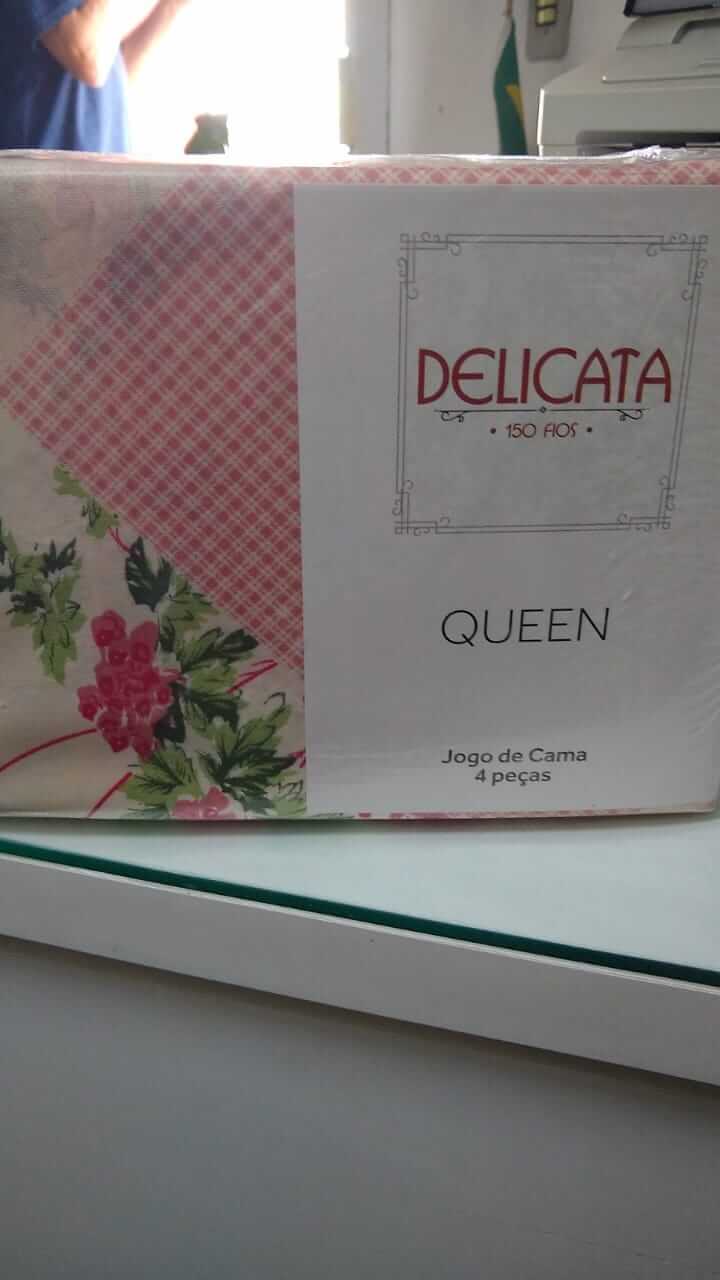 DELICATA
• 150 FIOS •
QUEEN
Jogo de Cama
4 peças